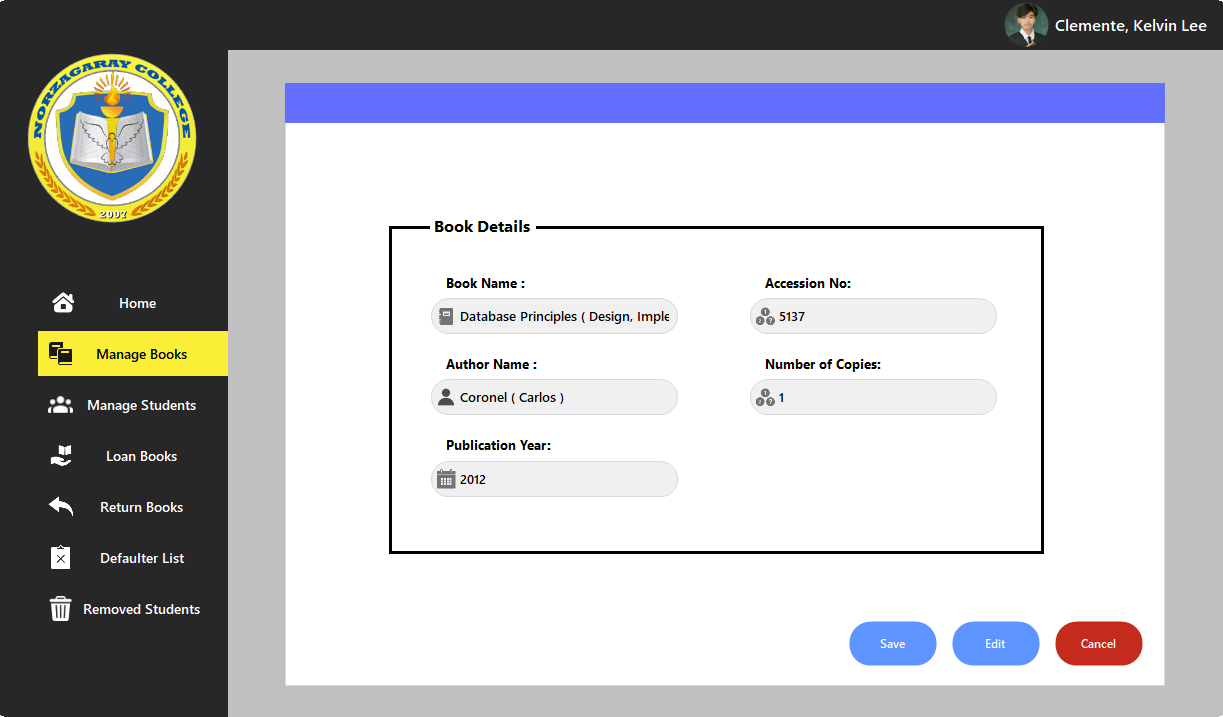 Clemente, Kelvin Lee
NORZAGARAY COLLEGE
2007
Home
Manage Books
Manage Students
Loan Books
Return Books
Defaulter List
Removed Students
Book Details
Book Name :
Accession No:
Database Principles ( Design, Imple
5137
Author Name :
Number of Copies:
Coronel ( Carlos )
1
Publication Year:
2012
Save
Edit
Cancel